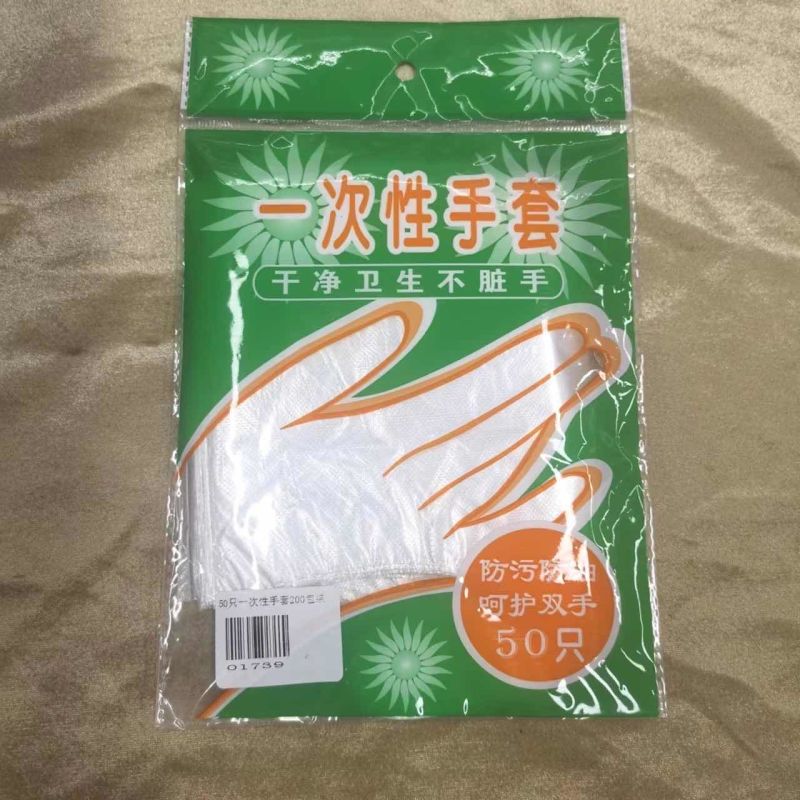 一次性手套
干净卫生不脏手
防污防油
呵护双手
50只
50只一次性手套200包/
01739